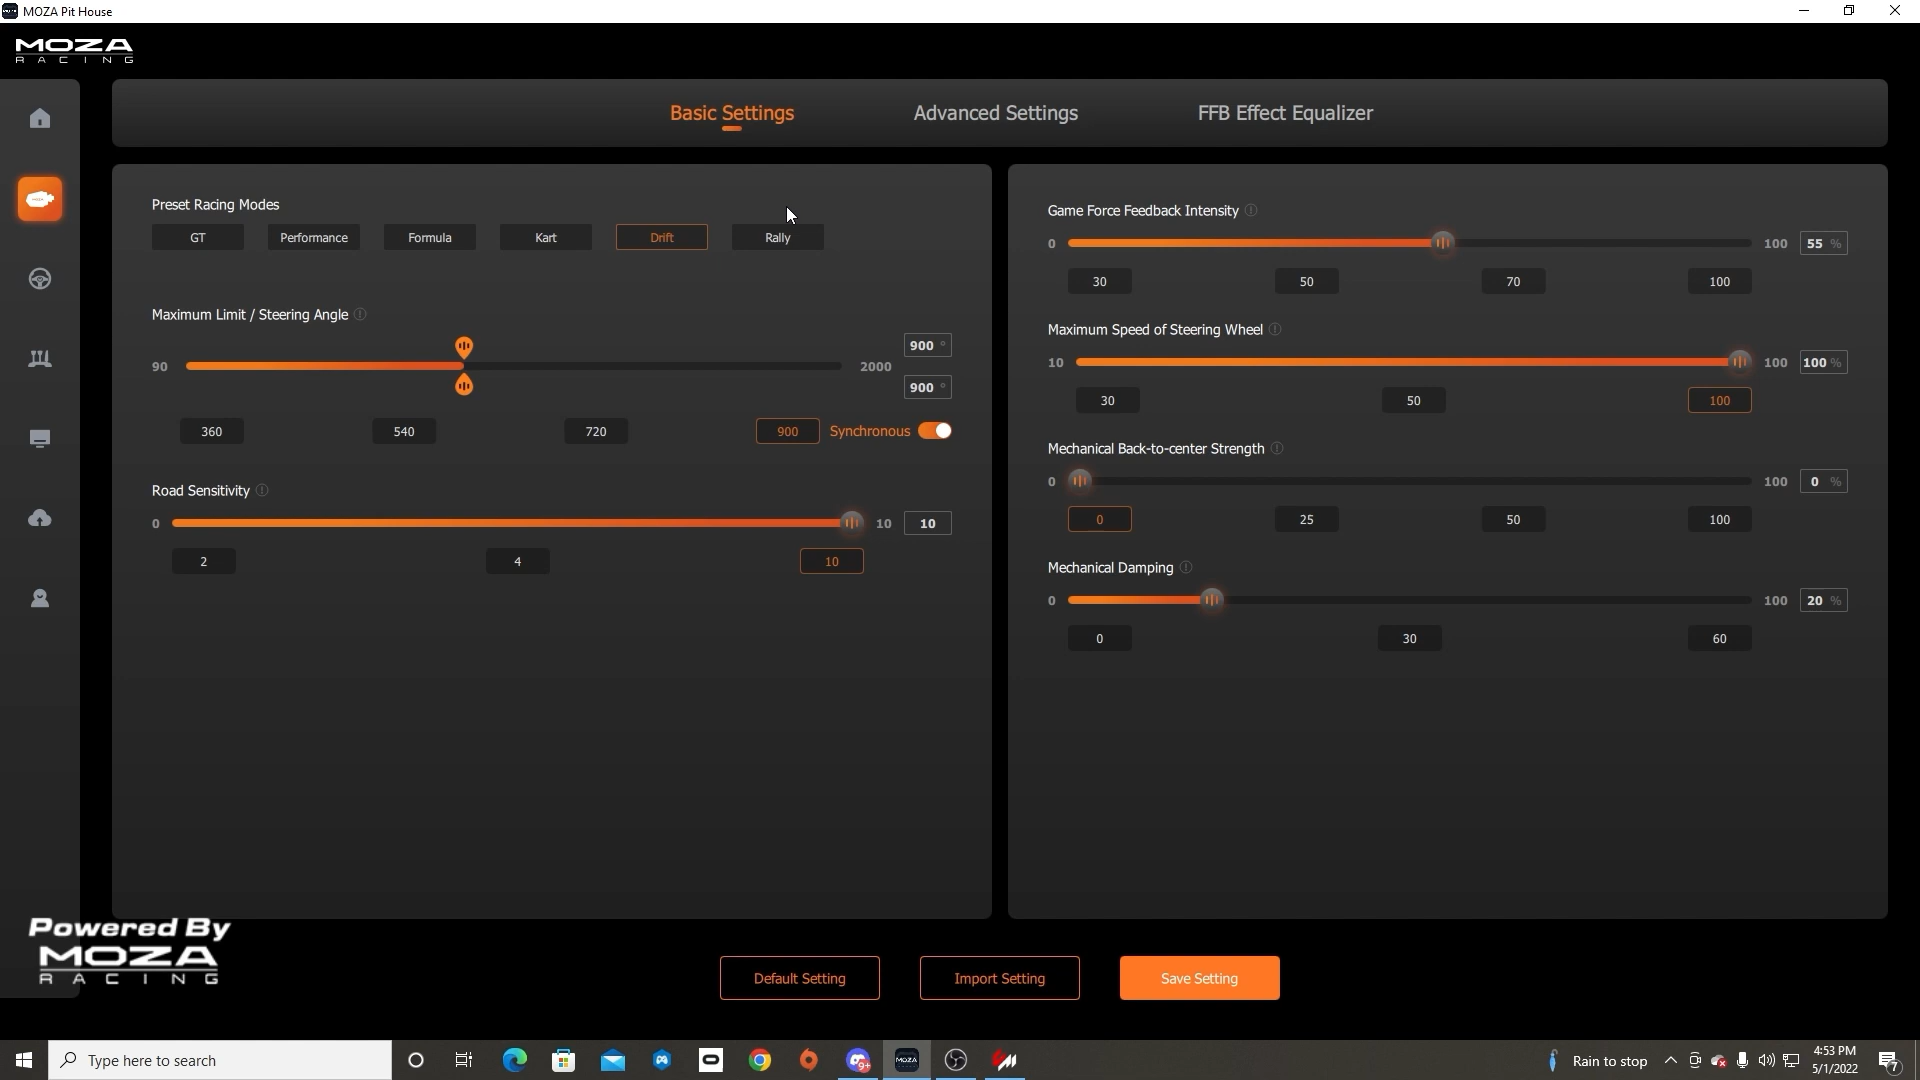 MOZA Pit House
MOZA
RACING
Basic Settings
Advanced Settings
FFB Effect Equalizer
Preset Racing Modes
GT
Performance
Formula
Kart
Drift
Rally
Maximum Limit / Steering Angle
90
2000
900 °
900 °
360
540
720
900
Synchronous
Road Sensitivity
0
10
10
2
4
10
Game Force Feedback Intensity
0
100
55 %
30
50
70
100
Maximum Speed of Steering Wheel
10
100
100 %
30
50
100
Mechanical Back-to-center Strength
0
100
0 %
0
25
50
100
Mechanical Damping
0
100
20 %
0
30
60
Powered By
MOZA
RACING
Default Setting
Import Setting
Save Setting
Type here to search
9+
MOZA
Rain to stop
4:53 PM
5/1/2022
7